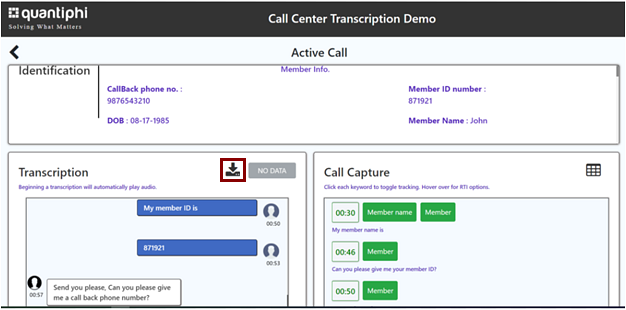 quantiphi
Solving What Matters
Call Center Transcription Demo
Active Call
Identification
Member Info.
CallBack phone no. :
9876543210
Member ID number :
871921
DOB : 08-17-1985
Member Name : John
Transcription
NO DATA
Beginning a transcription will automatically play audio.
My member ID is
00:50
871921
00:53
Send you please, Can you please give
me a call back phone number?
00:57
Call Capture
Click each keyword to toggle tracking. Hover over for RTI options.
00:30 Member name Member
My member name is
00:46 Member
Can you please give me your member ID?
00:50 Member